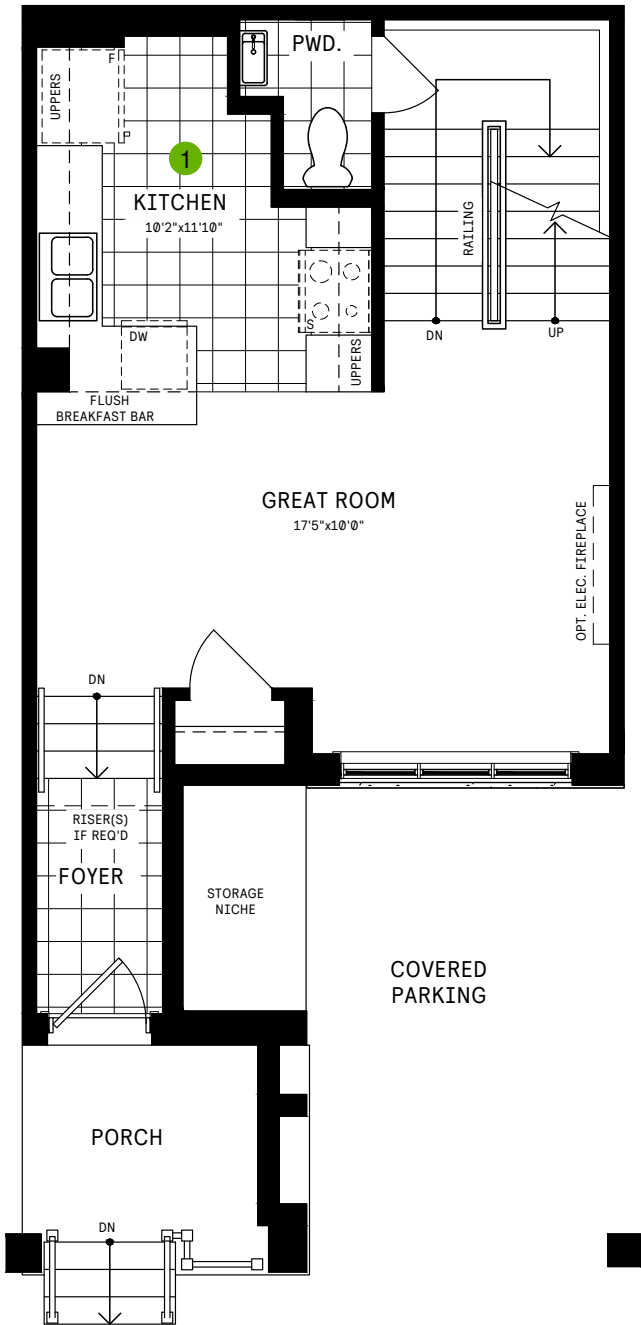 PWD.
F
UPPERS
P
1
KITCHEN
10'2"x11'10"
RAILING
S
DW
UPPERS
DN
UP
FLUSH
BREAKFAST BAR
GREAT ROOM
17'5"x10'0"
OPT. ELEC. FIREPLACE
DN
RISER(S)
IF REQ'D
FOYER
STORAGE
NICHE
COVERED
PARKING
PORCH
DN